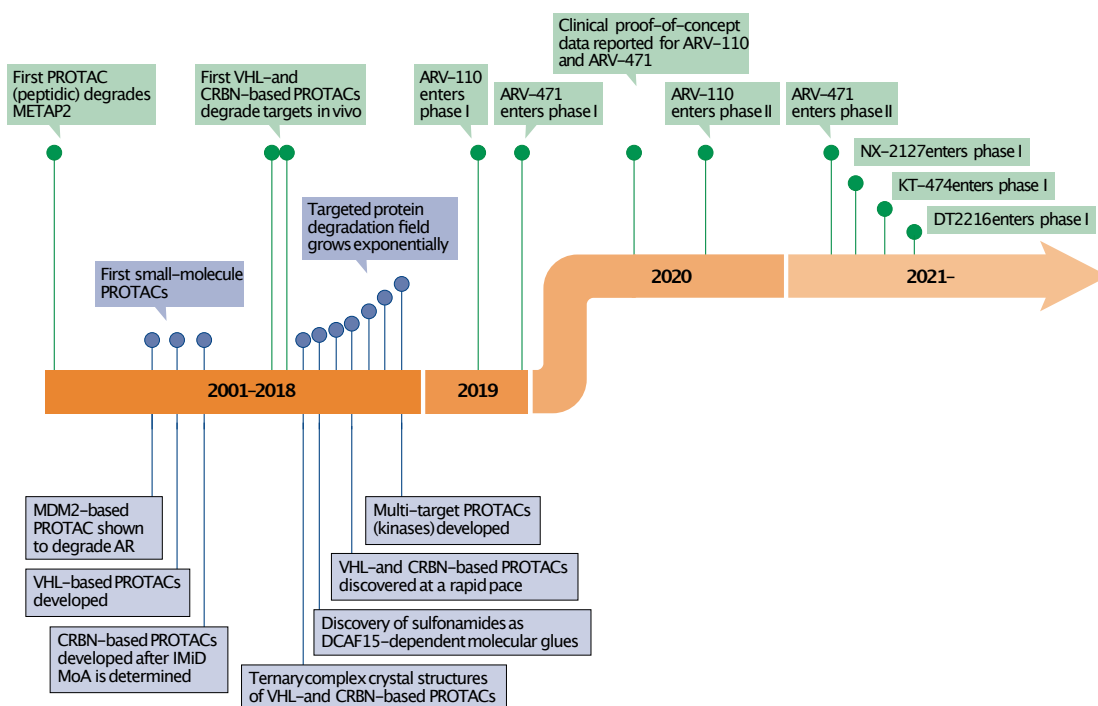 Clinical proof-of-concept
data reported for ARV-110
and ARV-471
First PROTAC
(peptidic) degrades
METAP2
First VHL-and
CRBN-based PROTACs
degrade targets in vivo
ARV-110
enters
phase I
ARV-471
enters phase I
ARV-110
enters phase II
ARV-471
enters phase II
NX-2127 enters phase I
KT-474 enters phase I
DT2216 enters phase I
Targeted protein
degradation field
grows exponentially
First small-molecule
PROTACs
2020
2021-
2001-2018
2019
MDM2-based
PROTAC shown
to degrade AR
VHL-based PROTACs
developed
CRBN-based PROTACs
developed after IMiD
MoA is determined
Multi-target PROTACs
(kinases) developed
VHL-and CRBN-based PROTACs
discovered at a rapid pace
Discovery of sulfonamides as
DCAF15-dependent molecular glues
Ternary complex crystal structures
of VHL-and CRBN-based PROTACs